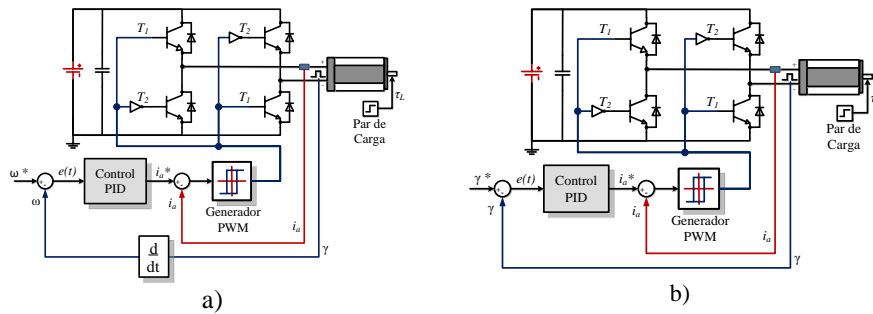 T1
T2
+
-
T2
T1
τL
Par de
Carga
ω*
+
-
e(t)
Control
PID
ia*
+
-
ω
ia
Generador
PWM
ia
d
dt
γ
a)
T1
T2
+
-
T2
T1
τ
Par de
Carga
γ*
+
-
e(t)
Control
PID
ia*
+
-
γ
ia
Generador
PWM
ia
γ
b)